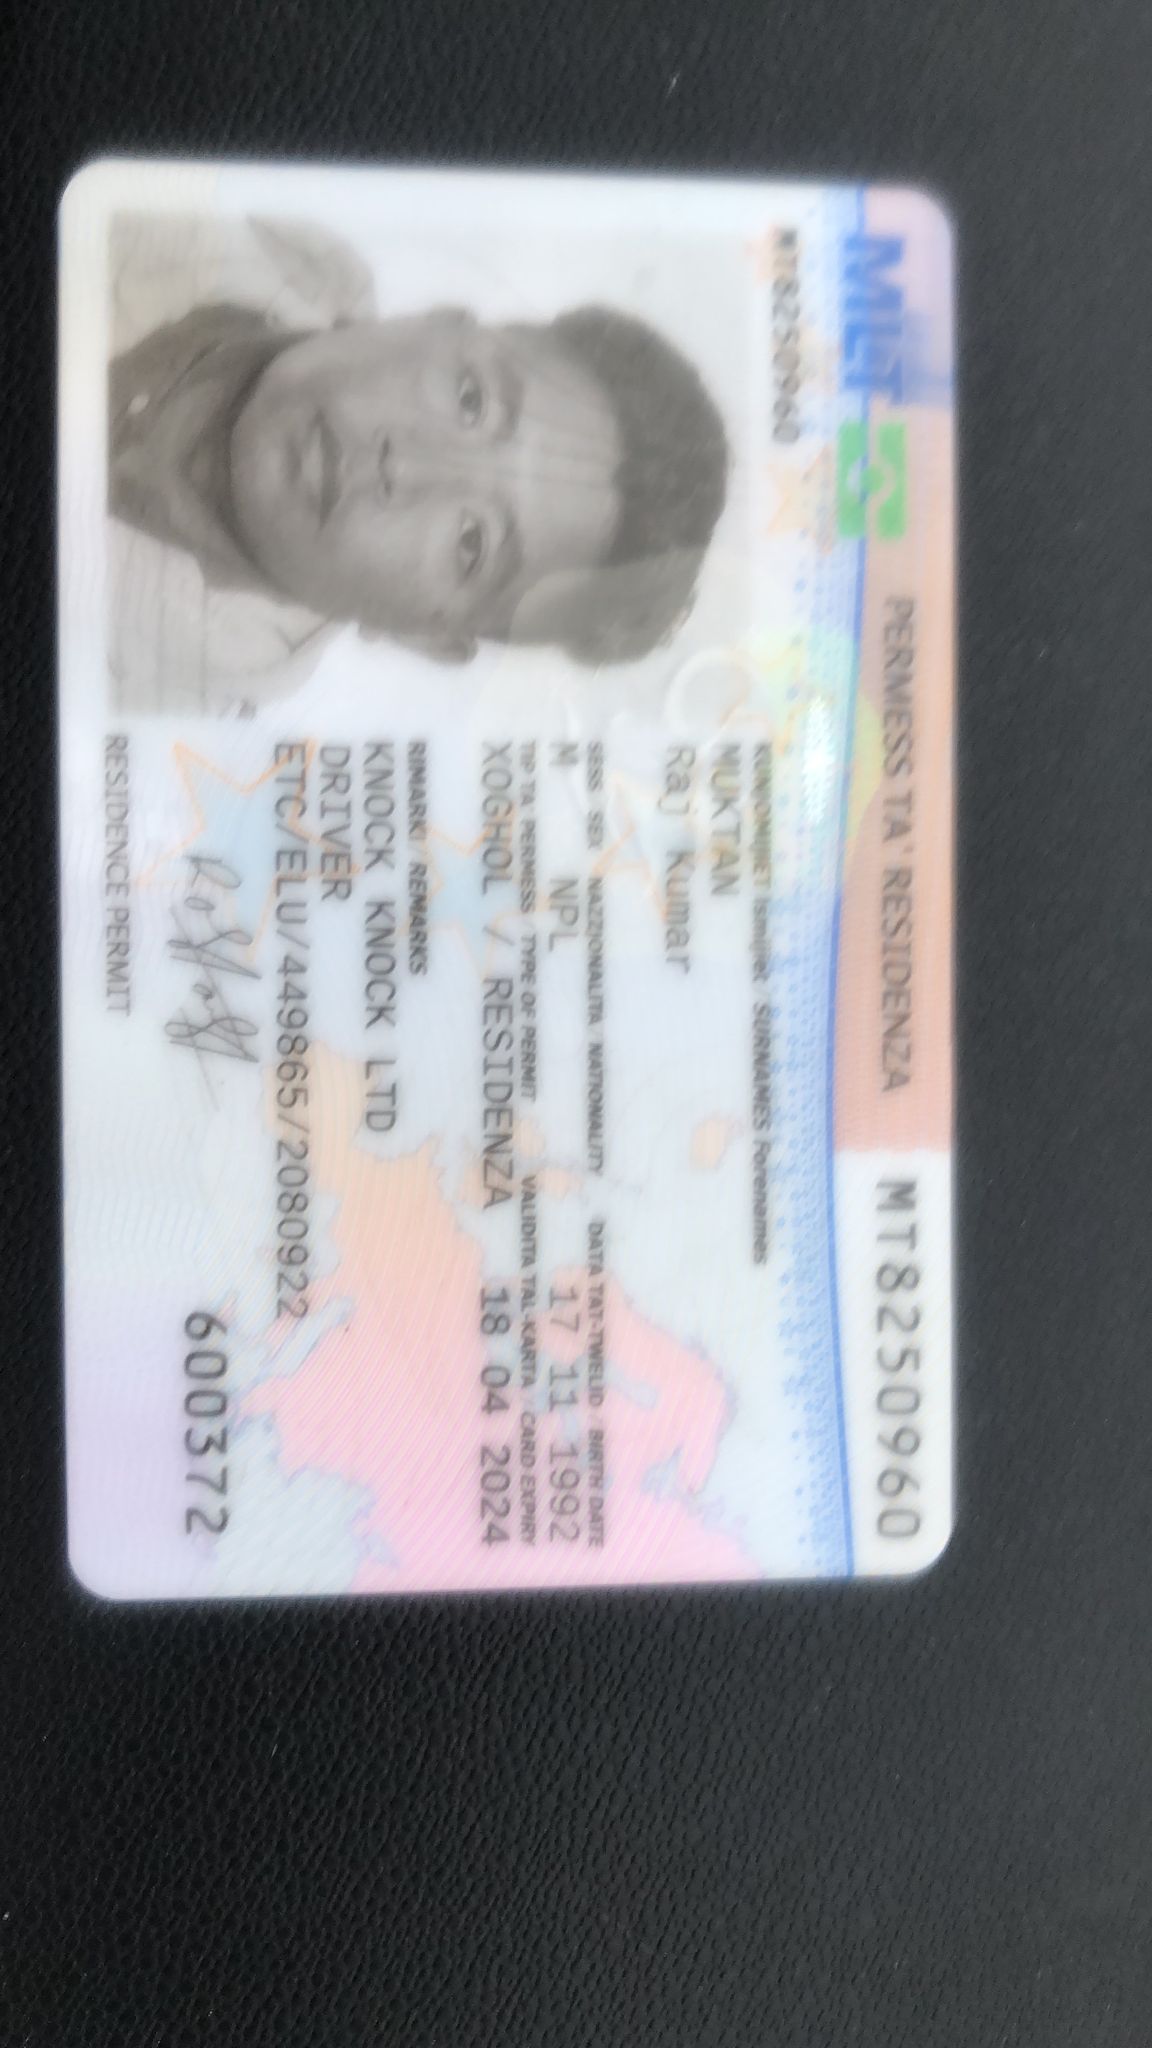 MLT
PERMESS TA' RESIDENZA
MT8250960
MT8250960
KUNJOMIJIET Ismijiet / SURNAMES Forenames
MUKTAN
Raj Kumar
SESS / SEX NAZZJONALITA / NATIONALITY DATA TAT-TWELID / BIRTH DATE
M NPL 17 11 1992
TIP TA' PERMESS / TYPE OF PERMIT VALIDITA TAL-KARTA / CARD EXPIRY
XOGHOL / RESIDENZA 18 04 2024
RIMARKI / REMARKS
KNOCK KNOCK LTD
DRIVER
ETC/ELU/449865/2080922
600372
RESIDENCE PERMIT